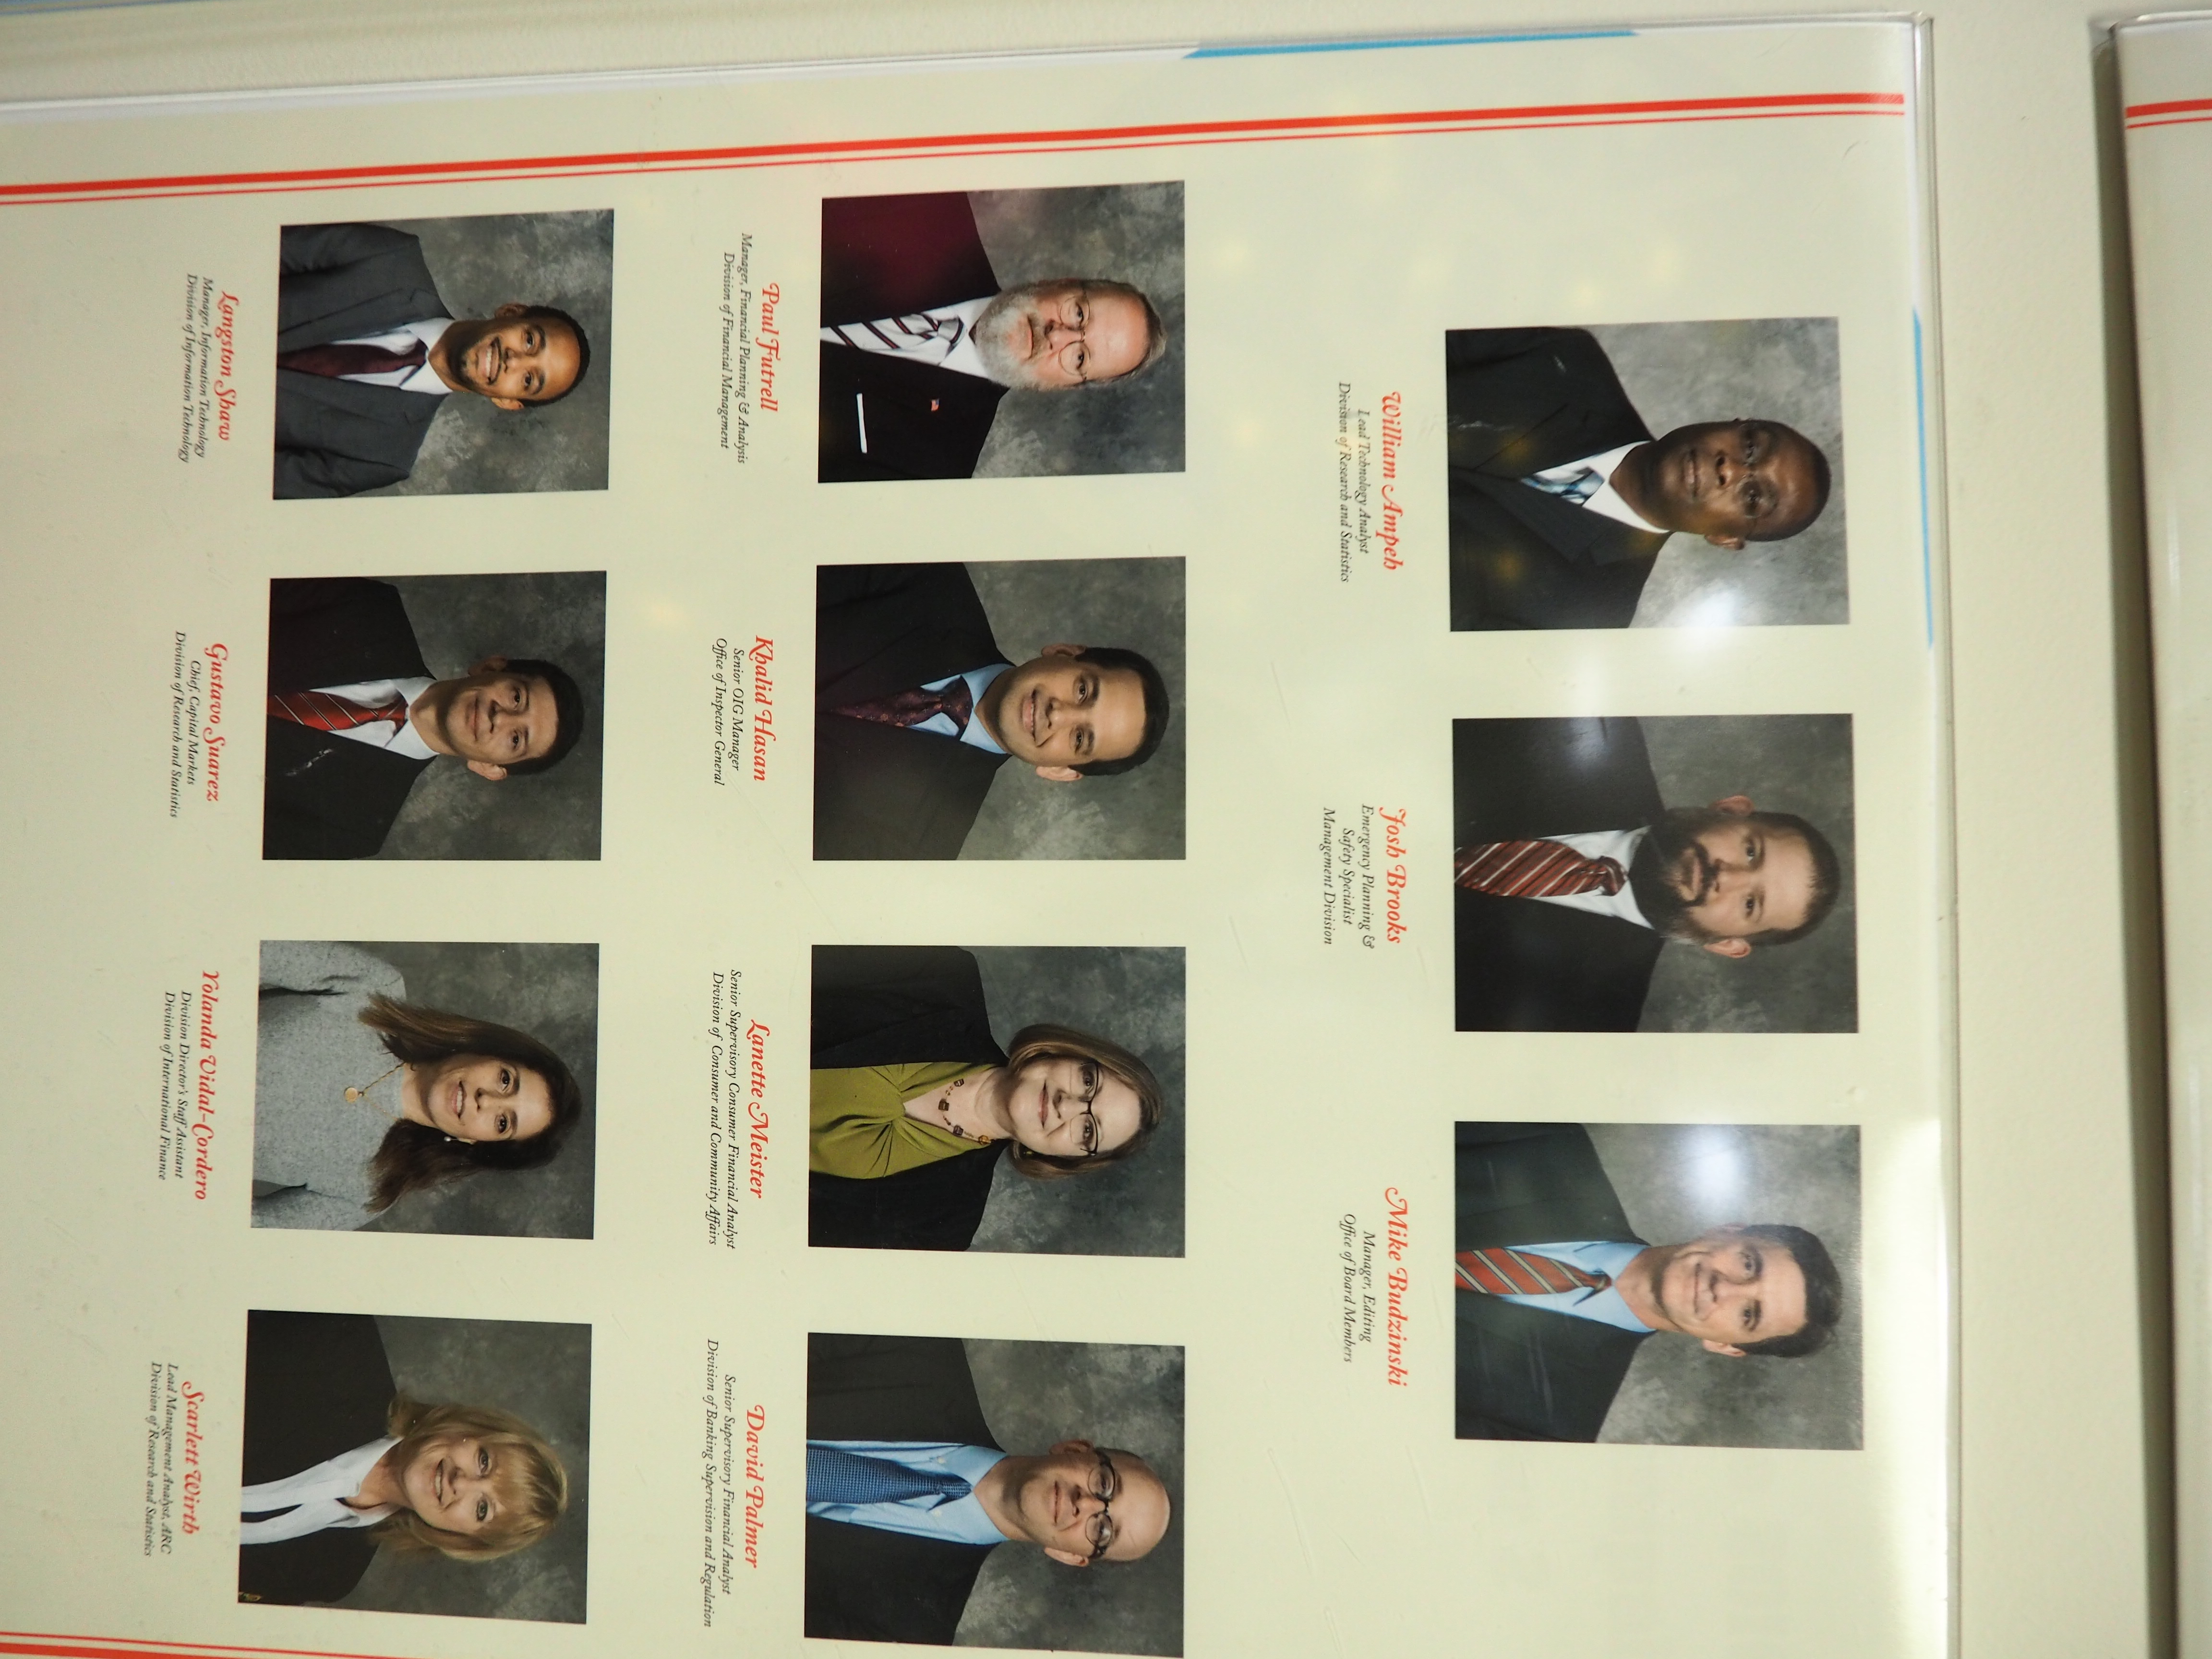 William Ampeh
Lead Technology Analyst
Division of Research and Statistics
Josh Brooks
Emergency Planning &
Safety Specialist
Management Division
Mike Budzinski
Manager, Editing
Office of Board Members
Paul Futrell
Manager, Financial Planning & Analysis
Division of Financial Management
Khalid Hasan
Senior OIG Manager
Office of Inspector General
Lanette Meister
Senior Supervisory Consumer Financial Analyst
Division of Consumer and Community Affairs
David Palmer
Senior Supervisory Financial Analyst
Division of Banking Supervision and Regulation
Langston Shaw
Manager, Information Technology
Division of Information Technology
Gustavo Suarez
Chief, Capital Markets
Division of Research and Statistics
Yolanda Vidal-Cordero
Division Director's Staff Assistant
Division of International Finance
Scarlett Wirth
Lead Management Analyst, ARC
Division of Research and Statistics